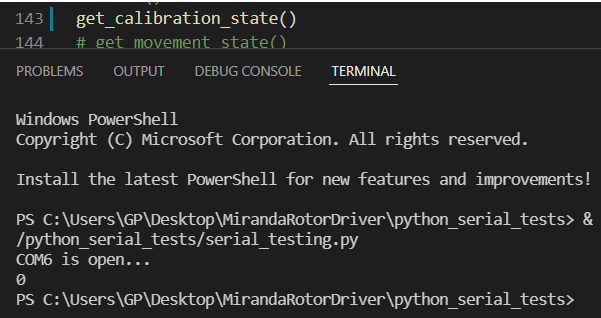 143 get_calibration_state()
144 # get_movement_state()
PROBLEMS OUTPUT DEBUG CONSOLE TERMINAL
Windows PowerShell
Copyright (C) Microsoft Corporation. All rights reserved.
Install the latest PowerShell for new features and improvements!
PS C:\Users\GP\Desktop\MirandaRotorDriver\python_serial_tests> &
/python_serial_tests/serial_testing.py
COM6 is open...
0
PS C:\Users\GP\Desktop\MirandaRotorDriver\python_serial_tests>